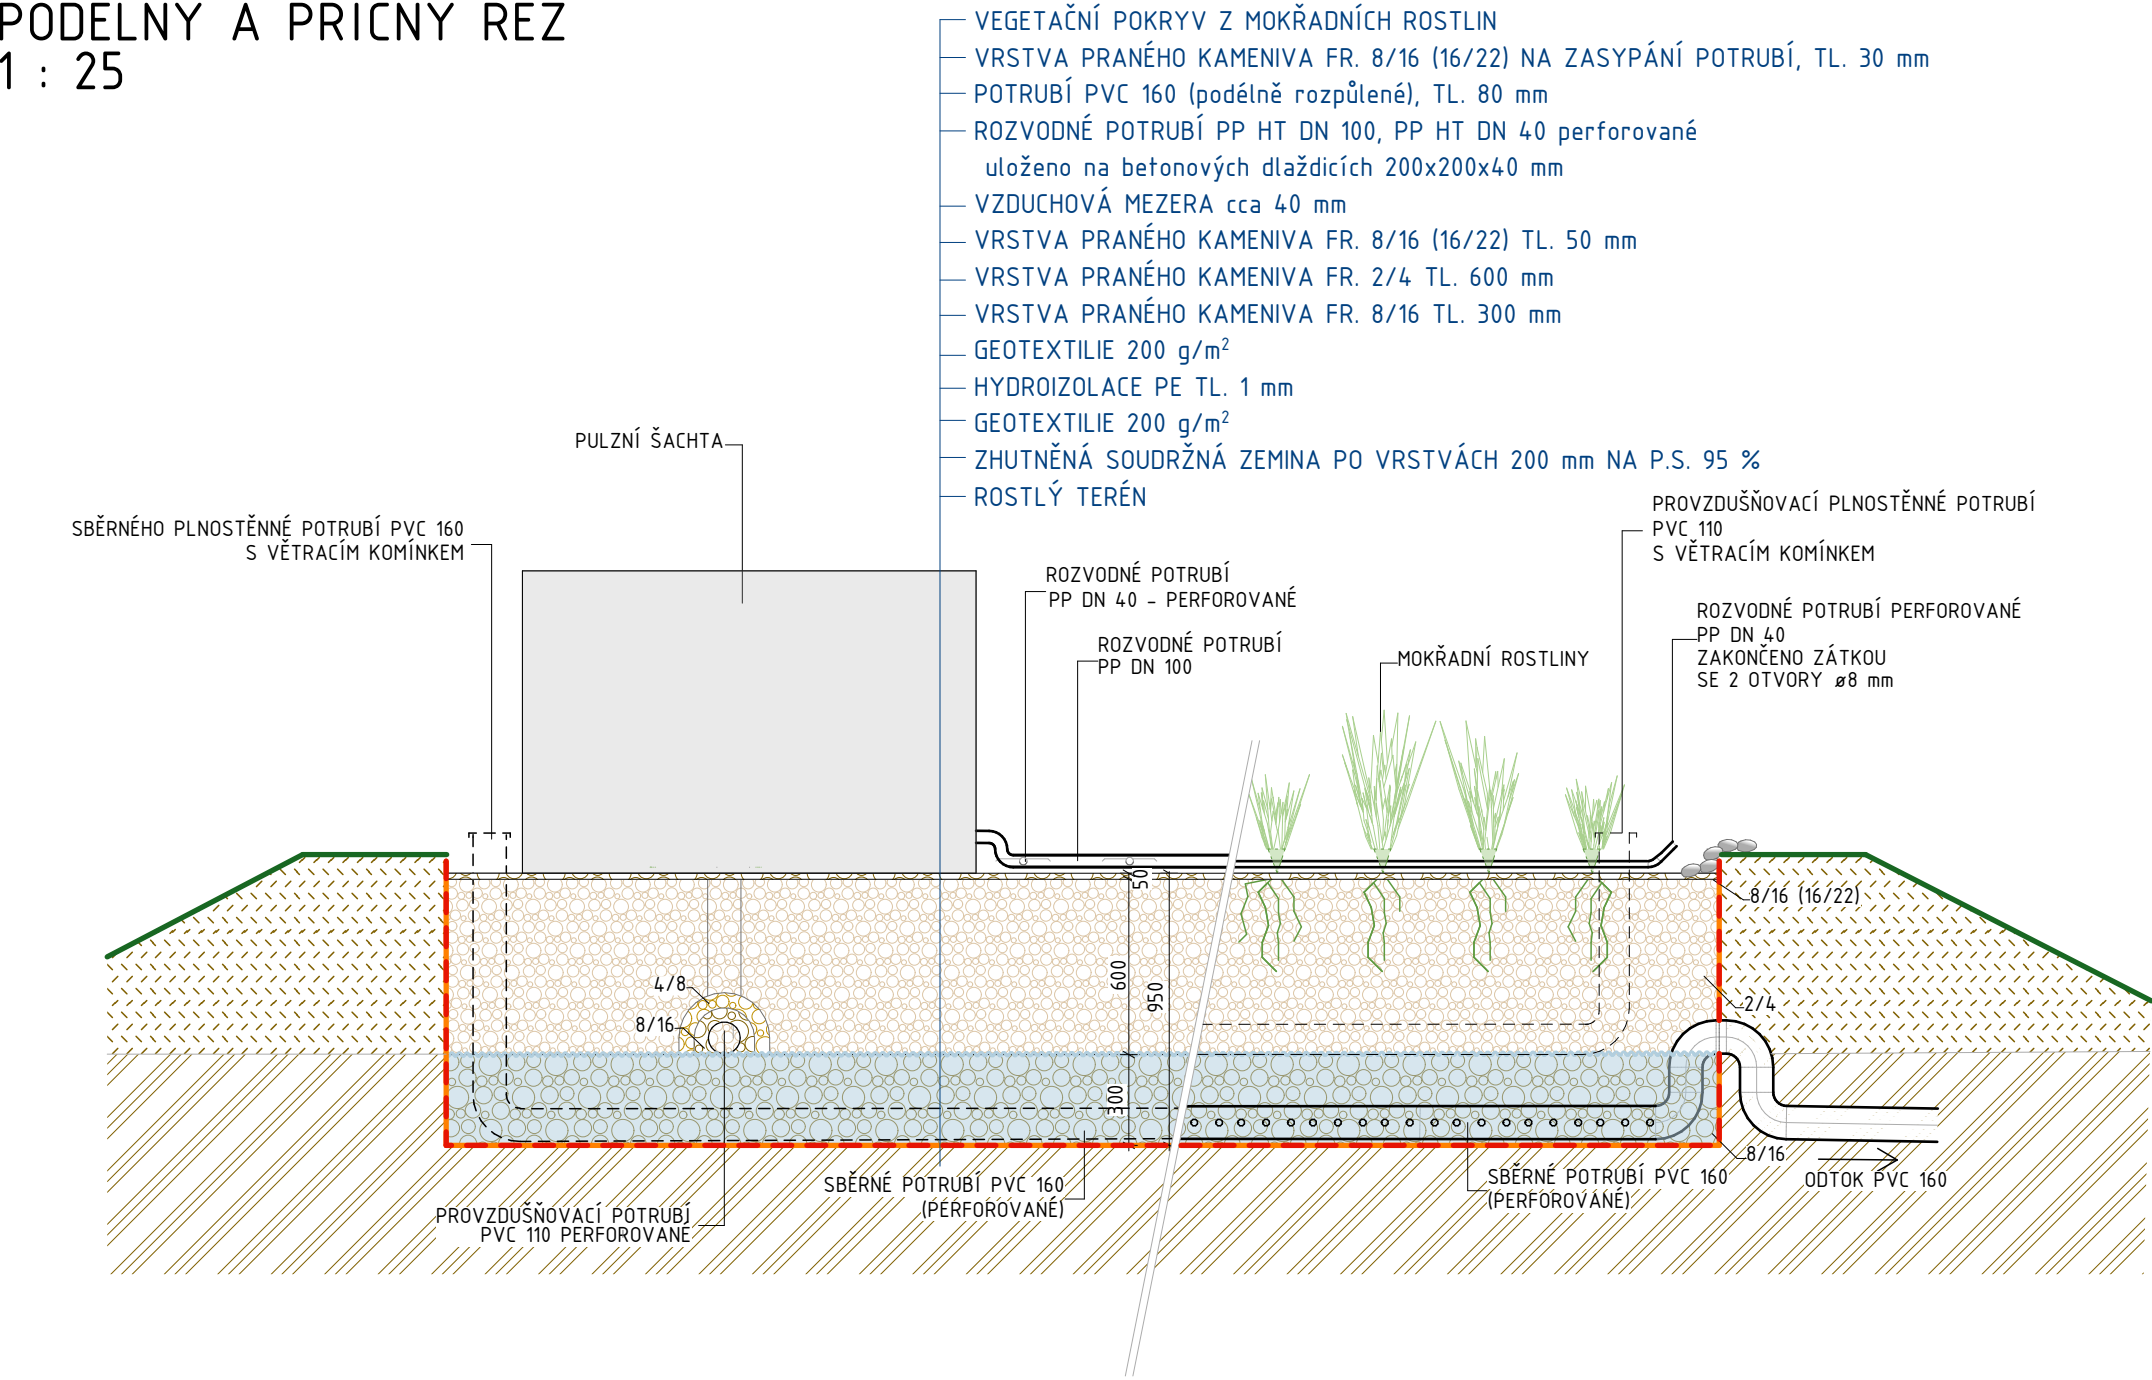 PODELNY A PRICNY REZ
1 : 25
VEGETAČNÍ POKRYV Z MOKŘADNÍCH ROSTLIN
VRSTVA PRANÉHO KAMENIVA FR. 8/16 (16/22) NA ZASYPÁNÍ POTRUBÍ, TL. 30 mm
POTRUBÍ PVC 160 (podélně rozpůlené), TL. 80 mm
ROZVODNÉ POTRUBÍ PP HT DN 100, PP HT DN 40 perforované
uloženo na betonových dlaždicích 200x200x40 mm
VZDUCHOVÁ MEZERA cca 40 mm
VRSTVA PRANÉHO KAMENIVA FR. 8/16 (16/22) TL. 50 mm
VRSTVA PRANÉHO KAMENIVA FR. 2/4 TL. 600 mm
VRSTVA PRANÉHO KAMENIVA FR. 8/16 TL. 300 mm
GEOTEXTILIE 200 g/m²
HYDROIZOLACE PE TL. 1 mm
GEOTEXTILIE 200 g/m²
ZHUTNĚNÁ SOUDRŽNÁ ZEMINA PO VRSTVÁCH 200 mm NA P.S. 95 %
ROSTLÝ TERÉN
PULZNÍ ŠACHTA
SBĚRNÉHO PLNOSTĚNNÉ POTRUBÍ PVC 160
S VĚTRACÍM KOMÍNKEM
PROVZDUŠŇOVACÍ PLNOSTĚNNÉ POTRUBÍ
PVC 110
S VĚTRACÍM KOMÍNKEM
ROZVODNÉ POTRUBÍ
PP DN 40 - PERFOROVANÉ
ROZVODNÉ POTRUBÍ
PP DN 100
MOKŘADNÍ ROSTLINY
ROZVODNÉ POTRUBÍ PERFOROVANÉ
PP DN 40
ZAKONČENO ZÁTKOU
SE 2 OTVORY ø8 mm
50
8/16 (16/22)
600
950
4/8
8/16
2/4
300
8/16
ODTOK PVC 160
SBĚRNÉ POTRUBÍ PVC 160
(PERFOROVANÉ)
SBĚRNÉ POTRUBÍ PVC 160
(PERFOROVANÉ)
PROVZDUŠŇOVACÍ POTRUBÍ
PVC 110 PERFOROVANÉ